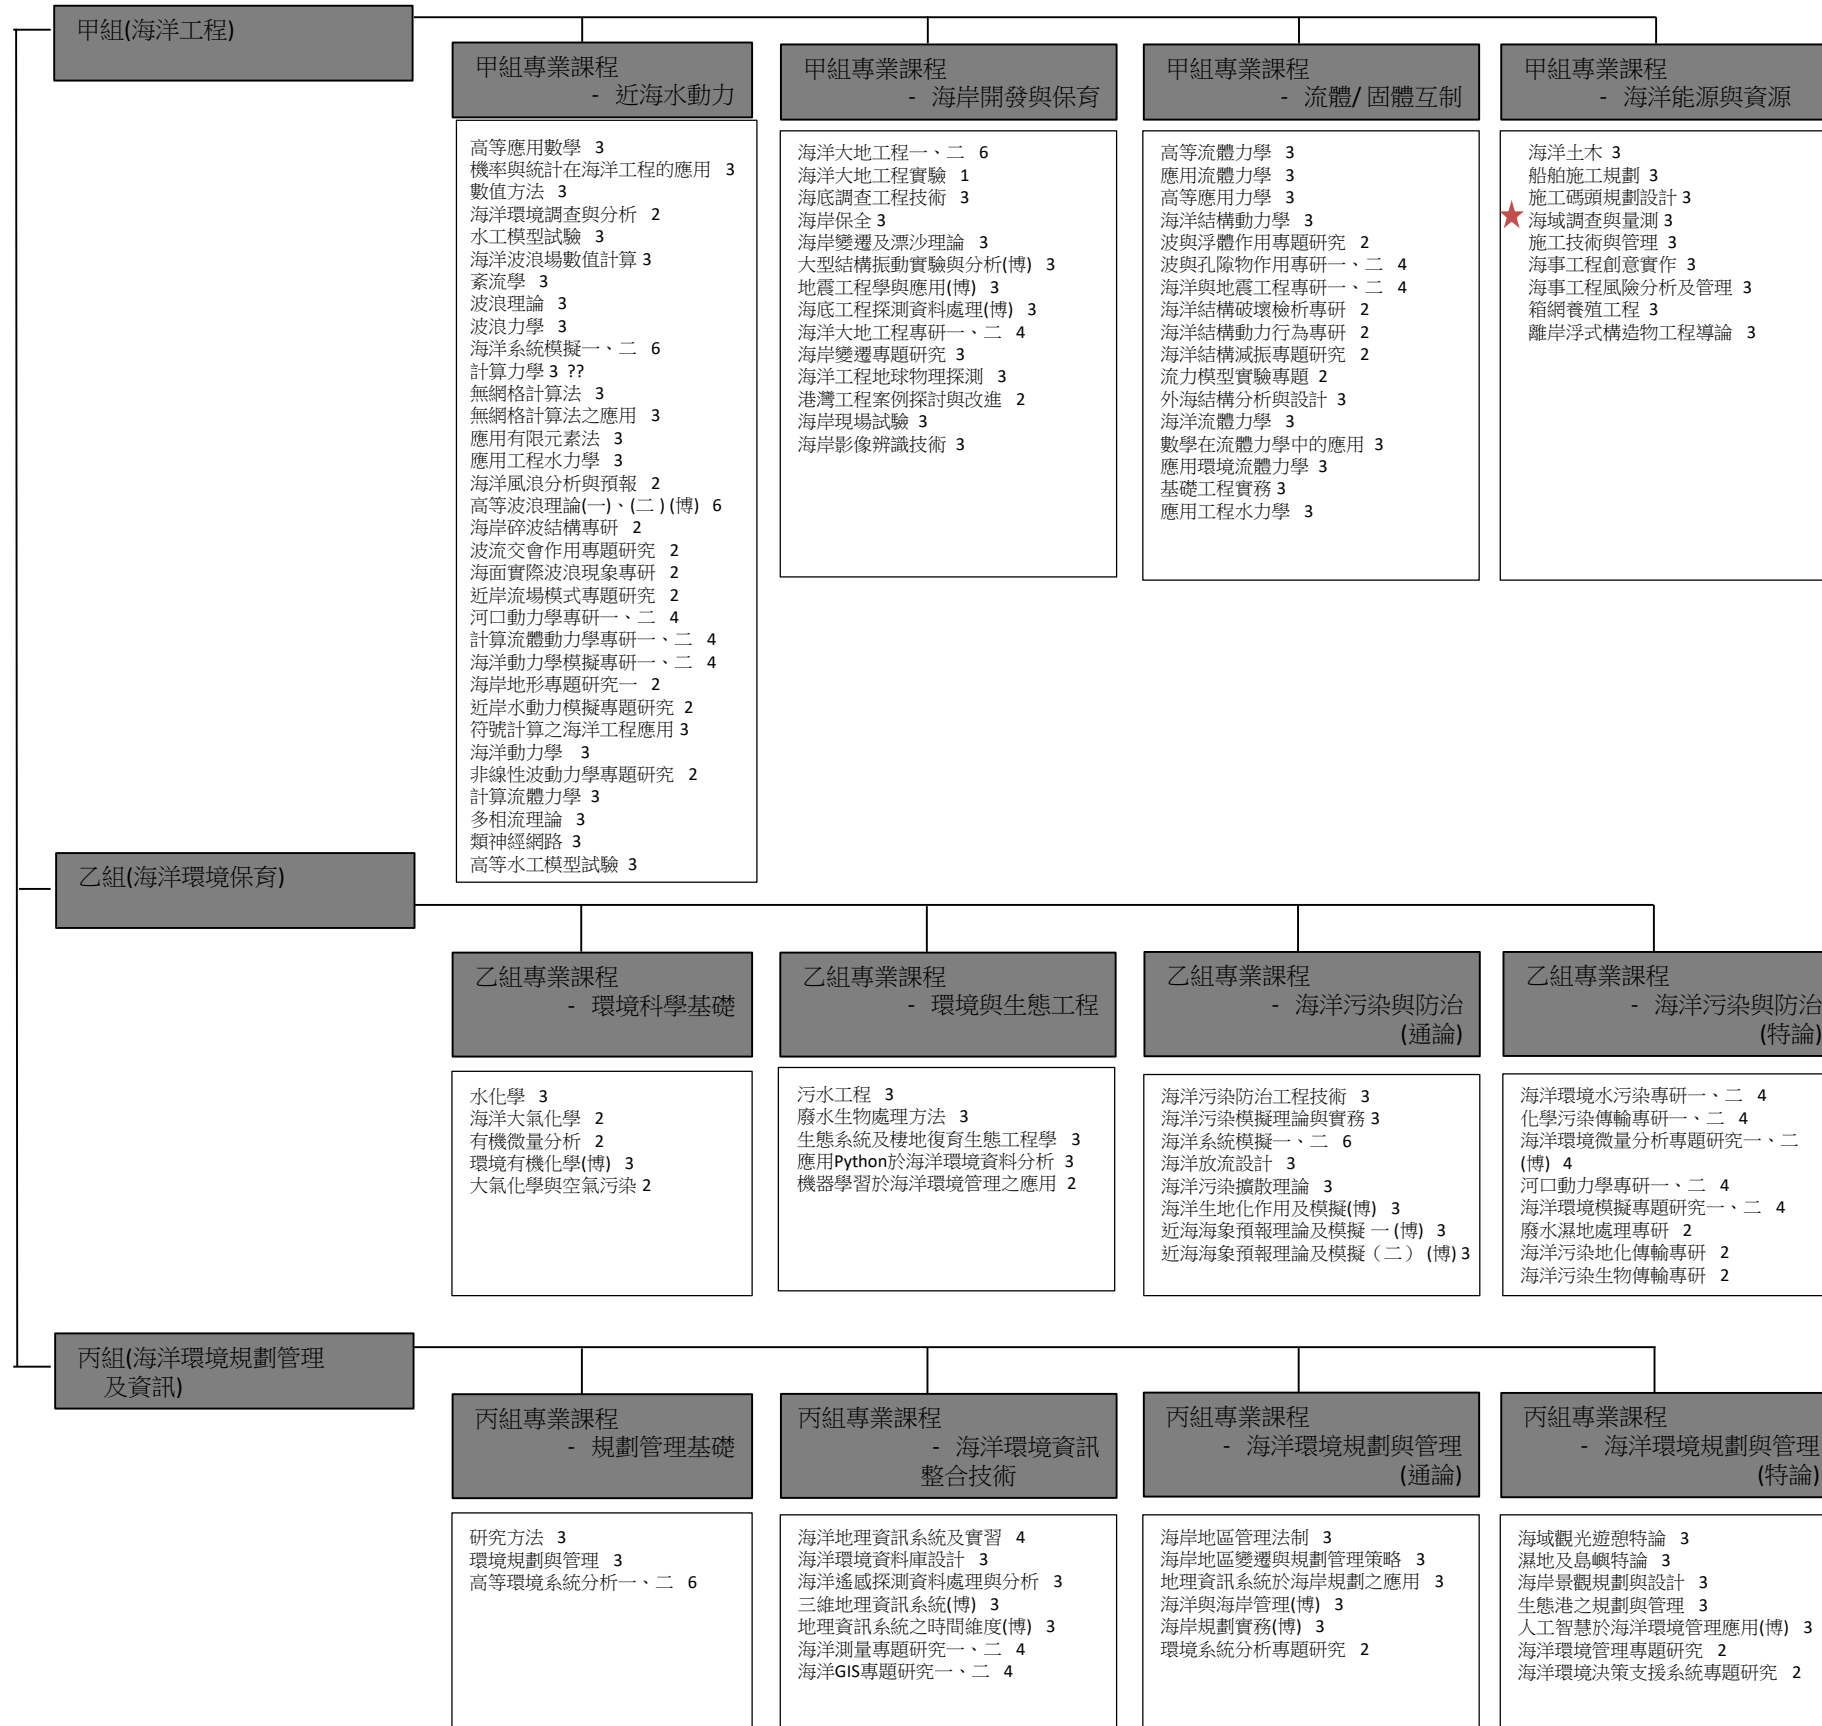 甲組(海洋工程)
甲組專業課程
- 近海水動力
高等應用數學 3
機率與統計在海洋工程的應用 3
數值方法 3
海洋環境調查與分析 2
水工模型試驗 3
海洋波浪場數值計算 3
紊流學 3
波浪理論 3
波浪力學 3
海洋系統模擬一、二 6
計算力學 3 ??
無網格計算法 3
無網格計算法之應用 3
應用有限元素法 3
應用工程水力學 3
海洋風浪分析與預報 2
高等波浪理論(一)、(二 ) (博) 6
海岸碎波結構專研 2
波流交會作用專題研究 2
海面實際波浪現象專研 2
近岸流場模式專題研究 2
河口動力學專研一、二 4
計算流體動力學專研一、二 4
海洋動力學模擬專研一、二 4
海岸地形專題研究一 2
近岸水動力模擬專題研究 2
符號計算之海洋工程應用 3
海洋動力學 3
非線性波動力學專題研究 2
計算流體力學 3
多相流理論 3
類神經網路 3
高等水工模型試驗 3
甲組專業課程
- 海岸開發與保育
海洋大地工程一、二 6
海洋大地工程實驗 1
海底調查工程技術 3
海岸保全 3
海岸變遷及漂沙理論 3
大型結構振動實驗與分析(博) 3
地震工程學與應用(博) 3
海底工程探測資料處理(博) 3
海洋大地工程專研一、二 4
海岸變遷專題研究 3
海洋工程地球物理探測 3
港灣工程案例探討與改進 2
海岸現場試驗 3
海岸影像辨識技術 3
甲組專業課程
- 流體/ 固體互制
高等流體力學 3
應用流體力學 3
高等應用力學 3
海洋結構動力學 3
波與浮體作用專題研究 2
波與孔隙物作用專研一、二 4
海洋與地震工程專研一、二 4
海洋結構破壞檢析專研 2
海洋結構動力行為專研 2
海洋結構減振專題研究 2
流力模型實驗專題 2
外海結構分析與設計 3
海洋流體力學 3
數學在流體力學中的應用 3
應用環境流體力學 3
基礎工程實務 3
應用工程水力學 3
甲組專業課程
- 海洋能源與資源
海洋土木 3
船舶施工規劃 3
施工碼頭規劃設計 3
海域調查與量測 3
施工技術與管理 3
海事工程創意實作 3
海事工程風險分析及管理 3
箱網養殖工程 3
離岸浮式構造物工程導論 3
乙組(海洋環境保育)
乙組專業課程
- 環境科學基礎
水化學 3
海洋大氣化學 2
有機微量分析 2
環境有機化學(博) 3
大氣化學與空氣污染 2
乙組專業課程
- 環境與生態工程
污水工程 3
廢水生物處理方法 3
生態系統及棲地復育生態工程學 3
應用Python於海洋環境資料分析 3
機器學習於海洋環境管理之應用 2
乙組專業課程
- 海洋污染與防治
(通論)
海洋污染防治工程技術 3
海洋污染模擬理論與實務 3
海洋系統模擬一、二 6
海洋放流設計 3
海洋污染擴散理論 3
海洋生地化作用及模擬(博) 3
近海海象預報理論及模擬 一 (博) 3
近海海象預報理論及模擬（二） (博) 3
乙組專業課程
- 海洋污染與防治
(特論)
海洋環境水污染專研一、二 4
化學污染傳輸專研一、二 4
海洋環境微量分析專題研究一、二
(博) 4
河口動力學專研一、二 4
海洋環境模擬專題研究一、二 4
廢水濕地處理專研 2
海洋污染地化傳輸專研 2
海洋污染生物傳輸專研 2
丙組(海洋環境規劃管理
及資訊)
丙組專業課程
- 規劃管理基礎
研究方法 3
環境規劃與管理 3
高等環境系統分析一、二 6
丙組專業課程
- 海洋環境資訊
整合技術
海洋地理資訊系統及實習 4
海洋環境資料庫設計 3
海洋遙感探測資料處理與分析 3
三維地理資訊系統(博) 3
地理資訊系統之時間維度(博) 3
海洋測量專題研究一、二 4
海洋GIS專題研究一、二 4
丙組專業課程
- 海洋環境規劃與管理
(通論)
海岸地區管理法制 3
海岸地區變遷與規劃管理策略 3
地理資訊系統於海岸規劃之應用 3
海洋與海岸管理(博) 3
海岸規劃實務(博) 3
環境系統分析專題研究 2
丙組專業課程
- 海洋環境規劃與管理
(特論)
海域觀光遊憩特論 3
濕地及島嶼特論 3
海岸景觀規劃與設計 3
生態港之規劃與管理 3
人工智慧於海洋環境管理應用(博) 3
海洋環境管理專題研究 2
海洋環境決策支援系統專題研究 2